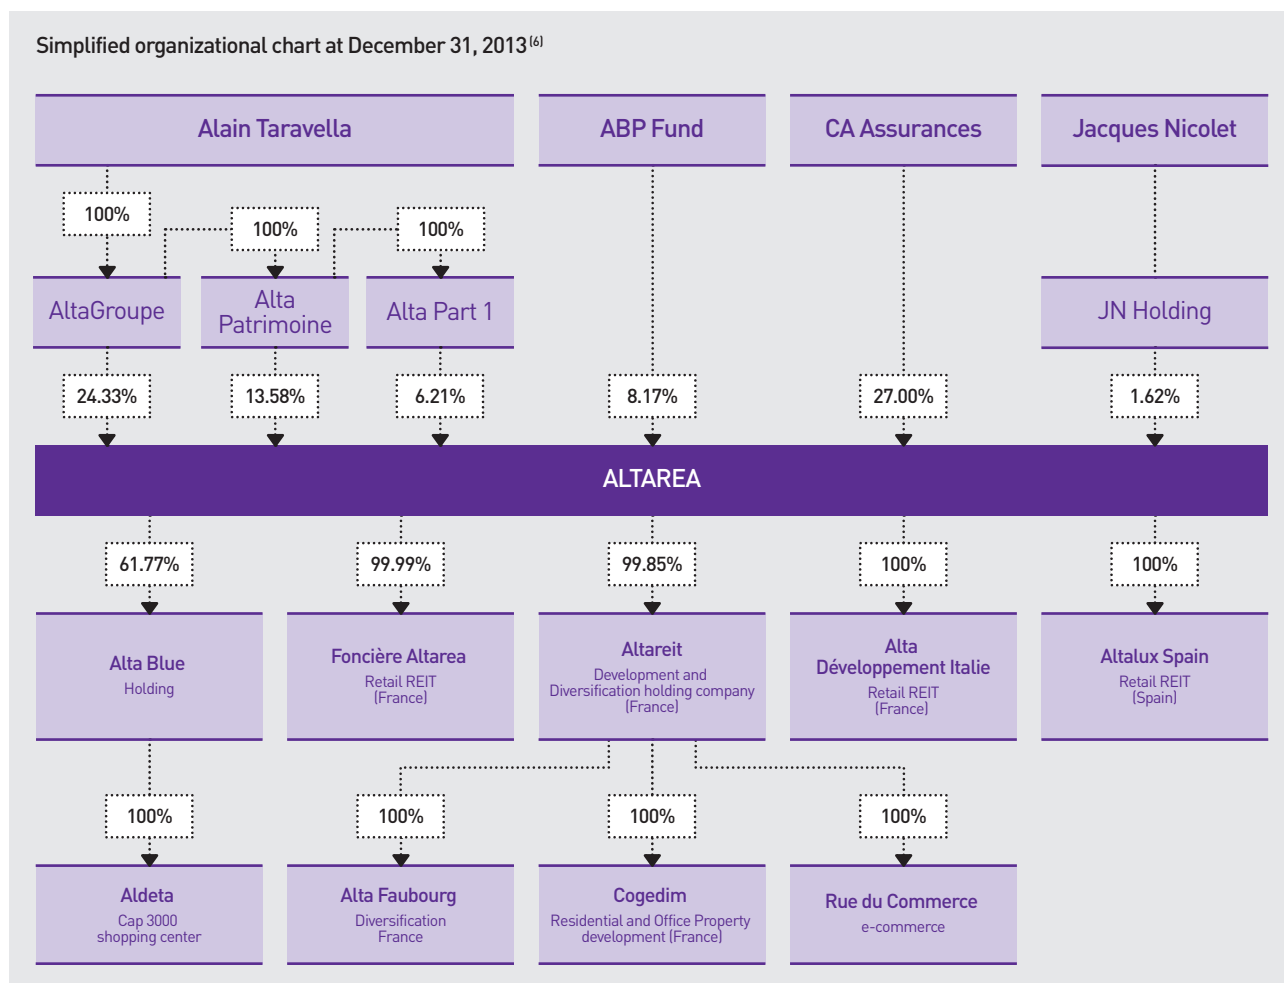 Simplified organizational chart at December 31, 2013 (6)
Alain Taravella
ABP Fund
CA Assurances
Jacques Nicolet
100%
100%
100%
AltaGroupe
Alta
Patrimoine
Alta Part 1
JN Holding
24.33%
13.58%
6.21%
8.17%
27.00%
1.62%
ALTAREA
61.77%
99.99%
99.85%
100%
100%
Alta Blue
Holding
Foncière Altarea
Retail REIT
(France)
Altareit
Development and
Diversification holding company
(France)
Alta
Développement Italie
Retail REIT
(France)
Altalux Spain
Retail REIT
(Spain)
100%
100%
100%
100%
Aldeta
Cap 3000
shopping center
Alta Faubourg
Diversification
France
Cogedim
Residential and Office Property
development (France)
Rue du Commerce
e-commerce